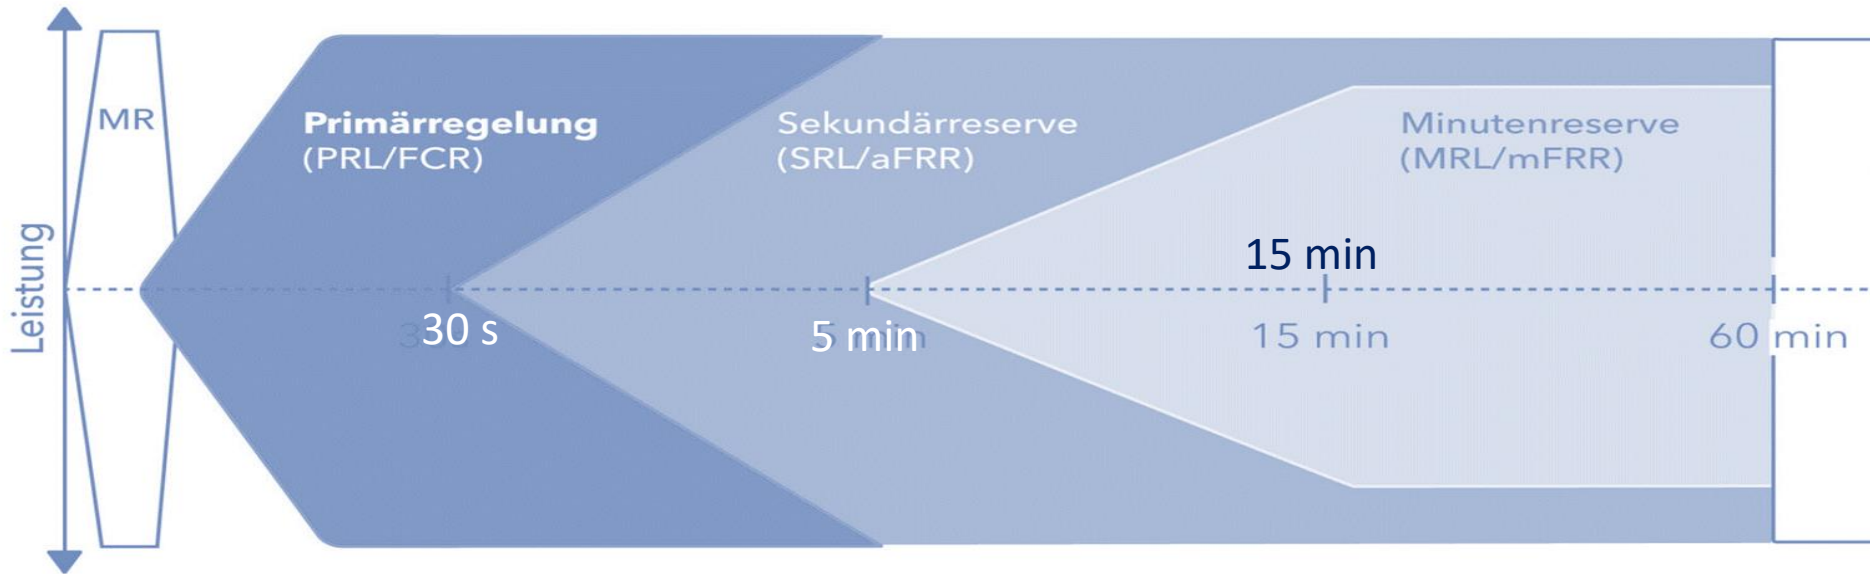 MR
Primärregelung
(PRL/FCR)
Sekundärreserve
(SRL/aFRR)
Minutenreserve
(MRL/mFRR)
Leistung
15 min
30 s
5 min
15 min
60 min